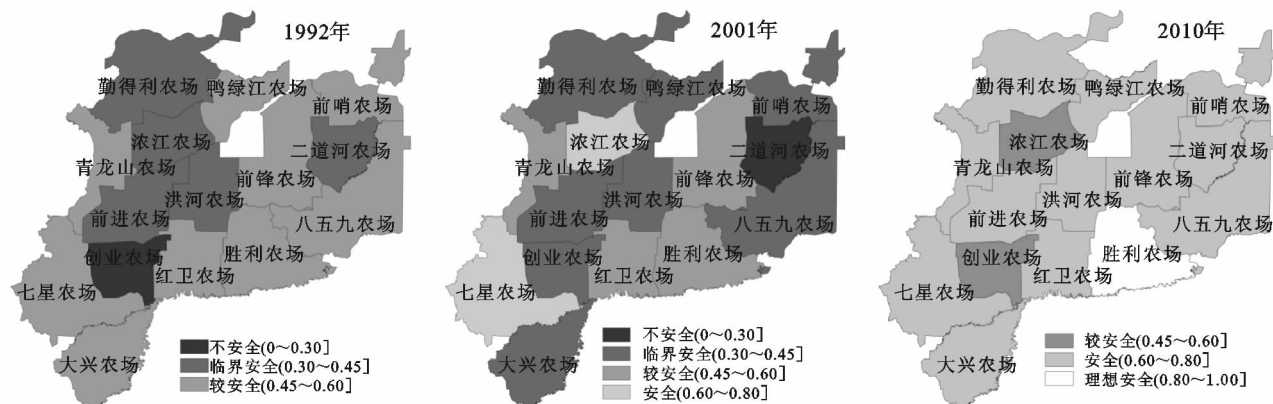 1992年
勤得利农场
鸭绿江农场
前哨农场
浓江农场
二道河农场
青龙山农场
前锋农场
洪河农场
前进农场
八五九农场
创业农场
胜利农场
红卫农场
七星农场
大兴农场
不安全(0～0.30]
临界安全(0.30～0.45]
较安全(0.45～0.60]
2001年
勤得利农场
鸭绿江农场
前哨农场
浓江农场
二道河农场
青龙山农场
前锋农场
洪河农场
前进农场
八五九农场
创业农场
胜利农场
红卫农场
七星农场
大兴农场
不安全(0～0.30]
临界安全(0.30～0.45]
较安全(0.45～0.60]
安全(0.60～0.80]
2010年
勤得利农场
鸭绿江农场
前哨农场
浓江农场
二道河农场
青龙山农场
前锋农场
洪河农场
前进农场
八五九农场
创业农场
胜利农场
红卫农场
七星农场
大兴农场
较安全(0.45～0.60]
安全(0.60～0.80]
理想安全(0.80～1.00]